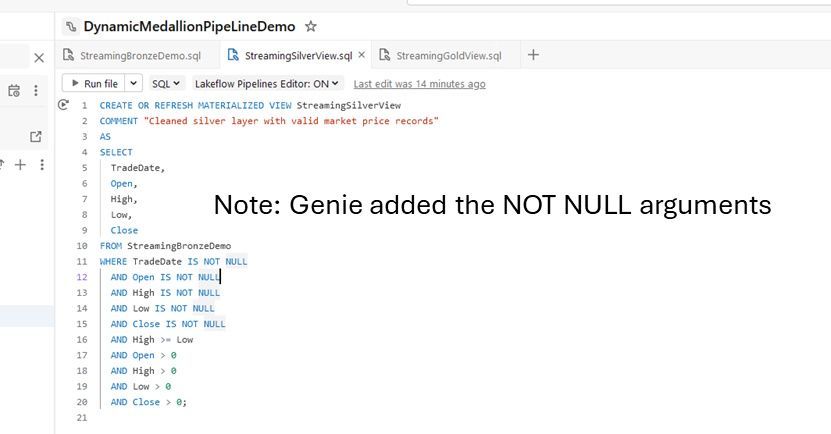 DynamicMedallionPipeLineDemo
StreamingBronzeDemo.sql StreamingSilverView.sql StreamingGoldView.sql
Run file SQL Lakeflow Pipelines Editor: ON Last edit was 14 minutes ago
1 CREATE OR REFRESH MATERIALIZED VIEW StreamingSilverView
2 COMMENT "Cleaned silver layer with valid market price records"
3 AS
4 SELECT
5 TradeDate,
6 Open,
7 High,
8 Low,
9 Close
Note: Genie added the NOT NULL arguments
10 FROM StreamingBronzeDemo
11 WHERE TradeDate IS NOT NULL
12 AND Open IS NOT NULL
13 AND High IS NOT NULL
14 AND Low IS NOT NULL
15 AND Close IS NOT NULL
16 AND High >= Low
17 AND Open > 0
18 AND High > 0
19 AND Low > 0
20 AND Close > 0;
21